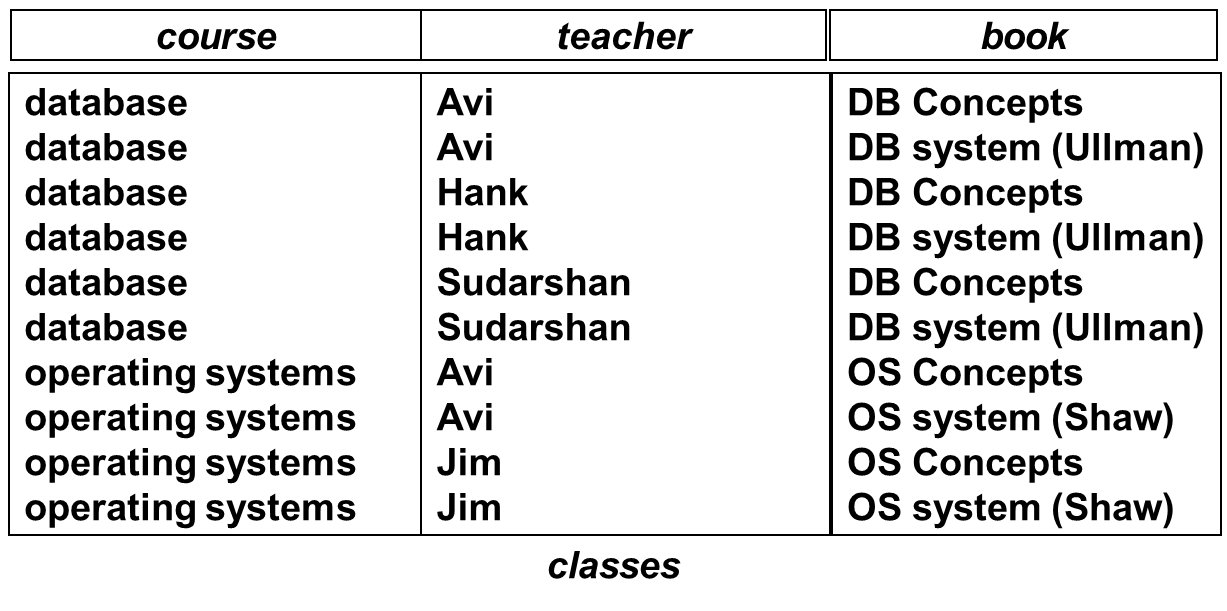 course teacher book
database Avi DB Concepts
database Avi DB system (Ullman)
database Hank DB Concepts
database Hank DB system (Ullman)
database Sudarshan DB Concepts
database Sudarshan DB system (Ullman)
operating systems Avi OS Concepts
operating systems Avi OS system (Shaw)
operating systems Jim OS Concepts
operating systems Jim OS system (Shaw)
classes